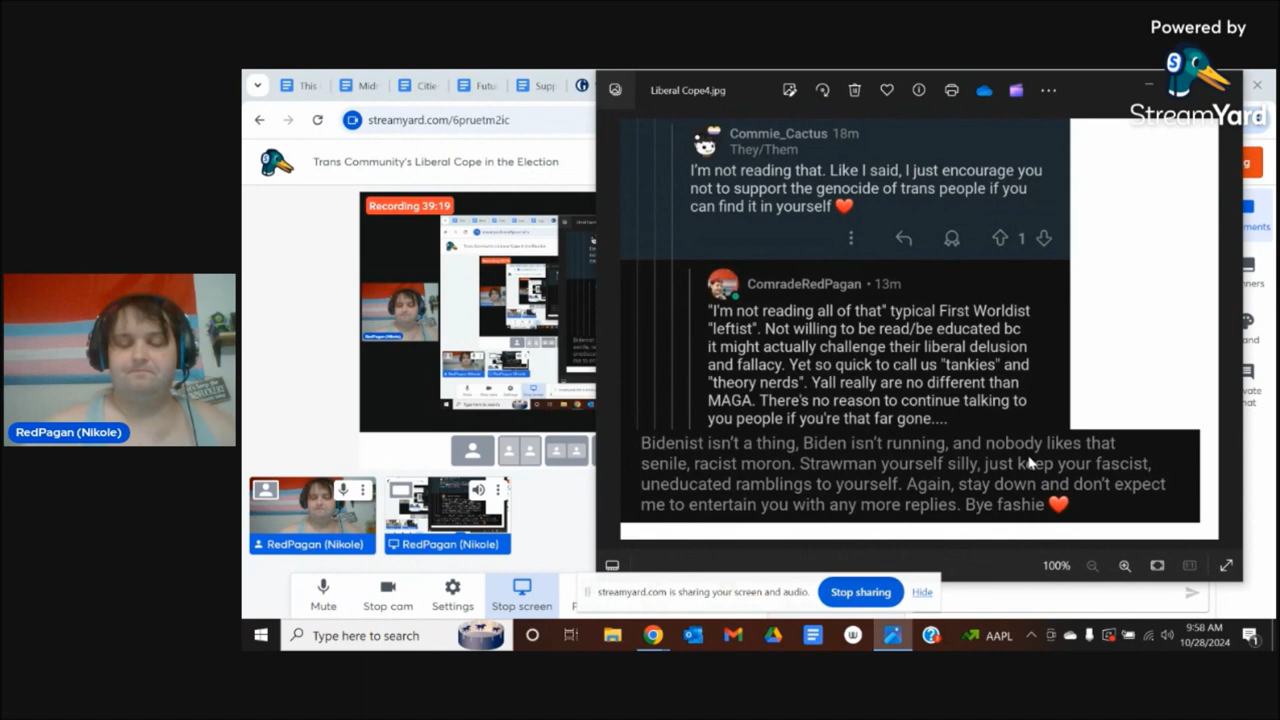 Powered by
StreamYard
This
Mid
Citie
Futu
Supp
Liberal Cope4.jpg
streamyard.com/6pruetm2ic
Trans Community's Liberal Cope in the Election
Recording 39:19
Commie_Cactus 18m
They/Them
I'm not reading that. Like I said, I just encourage you
not to support the genocide of trans people if you
can find it in yourself ❤️
1
ComradeRedPagan • 13m
"I'm not reading all of that" typical First Worldist
"leftist". Not willing to be read/be educated bc
it might actually challenge their liberal delusion
and fallacy. Yet so quick to call us "tankies" and
"theory nerds". Yall really are no different than
MAGA. There's no reason to continue talking to
you people if you're that far gone....
Bidenist isn't a thing, Biden isn't running, and nobody likes that
senile, racist moron. Strawman yourself silly, just keep your fascist,
uneducated ramblings to yourself. Again, stay down and don't expect
me to entertain you with any more replies. Bye fashie ❤️
RedPagan (Nikole)
RedPagan (Nikole)
RedPagan (Nikole)
100%
Mute
Stop cam
Settings
Stop screen
streamyard.com is sharing your screen and audio.
Stop sharing
Hide
Type here to search
AAPL
9:58 AM
10/28/2024